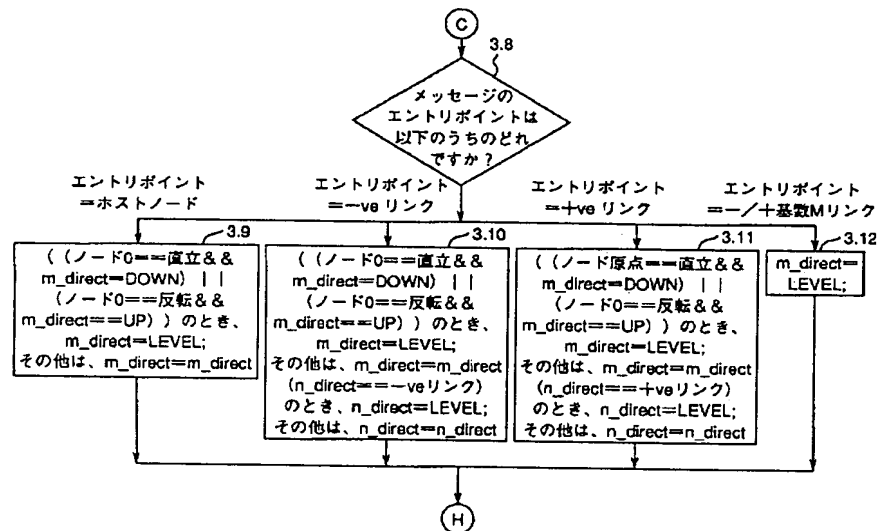 C
3.8
メッセージの
エントリポイントは
以下のうちのどれ
ですか？
エントリポイント
＝ホストノード
エントリポイント
＝－ve リンク
エントリポイント
＝＋ve リンク
エントリポイント
＝－／＋基数Mリンク
3.9
((ノード0==直立&&
m_direct=DOWN) ||
(ノード0==反転&&
m_direct==UP))のとき、
m_direct=LEVEL;
その他は、m_direct=m_direct
3.10
((ノード0==直立&&
m_direct=DOWN) ||
(ノード0==反転&&
m_direct==UP))のとき、
m_direct=LEVEL;
その他は、m_direct=m_direct
(n_direct==－veリンク)
のとき、n_direct=LEVEL;
その他は、n_direct=n_direct
3.11
((ノード原点==直立&&
m_direct=DOWN) ||
(ノード0==反転&&
m_direct==UP))のとき、
m_direct=LEVEL;
その他は、m_direct=m_direct
(n_direct==＋veリンク)
のとき、n_direct=LEVEL;
その他は、n_direct=n_direct
3.12
m_direct=
LEVEL;
H